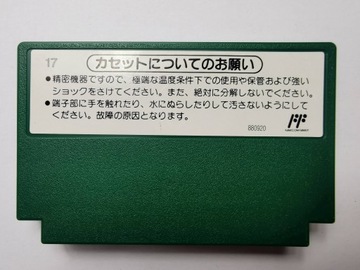 17
カセットについてのお願い
●精密機器ですので、極端な温度条件下での使用や保管および強い
ショックをさけてください。また、絶対に分解しないでください。
●端子部に手を触れたり、水にぬらしたりして汚さないようにして
ください。故障の原因となります。
880920